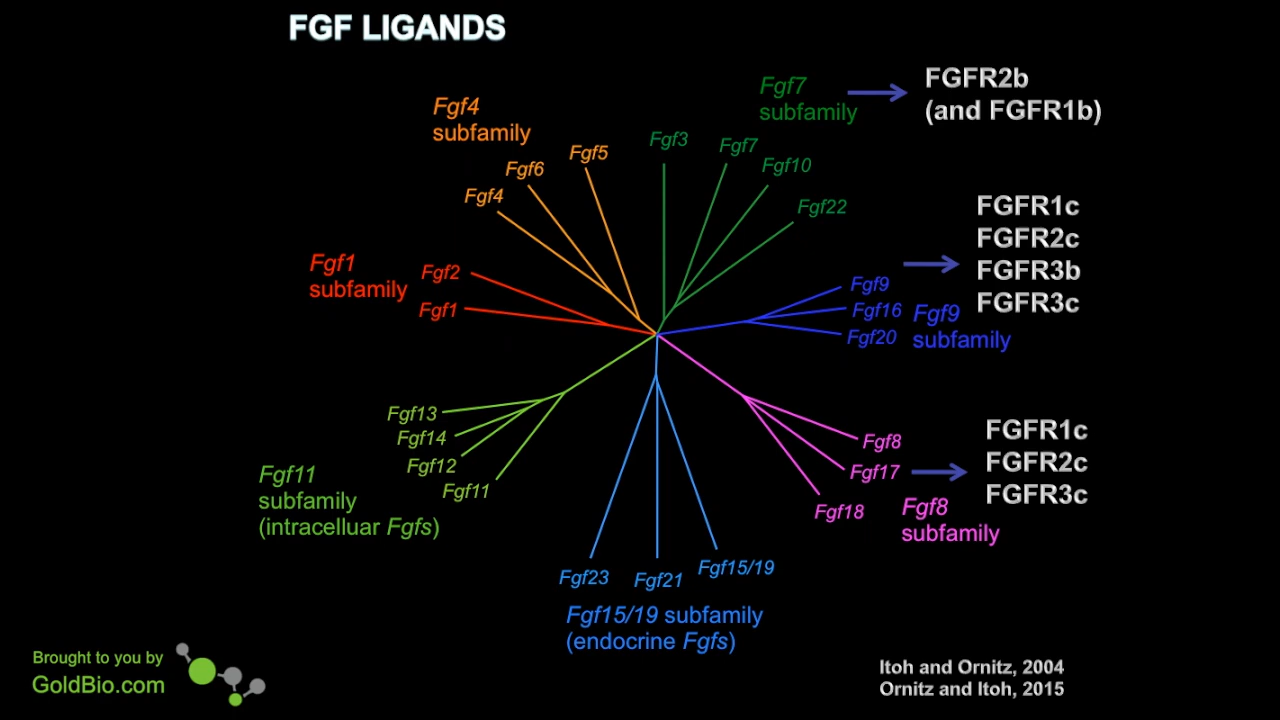 FGF LIGANDS
Fgf7
subfamily
FGFR2b
(and FGFR1b)
Fgf4
subfamily
Fgf3
Fgf7
Fgf5
Fgf10
Fgf6
Fgf4
Fgf22
FGFR1c
FGFR2c
FGFR3b
FGFR3c
Fgf1
subfamily
Fgf2
Fgf1
Fgf9
Fgf16
Fgf20
Fgf9
subfamily
Fgf13
Fgf14
Fgf12
Fgf11
Fgf11
subfamily
(intracelluar Fgfs)
Fgf8
Fgf17
Fgf18
FGFR1c
FGFR2c
FGFR3c
Fgf8
subfamily
Fgf23
Fgf21
Fgf15/19
Fgf15/19 subfamily
(endocrine Fgfs)
Brought to you by
GoldBio.com
Itoh and Ornitz, 2004
Ornitz and Itoh, 2015